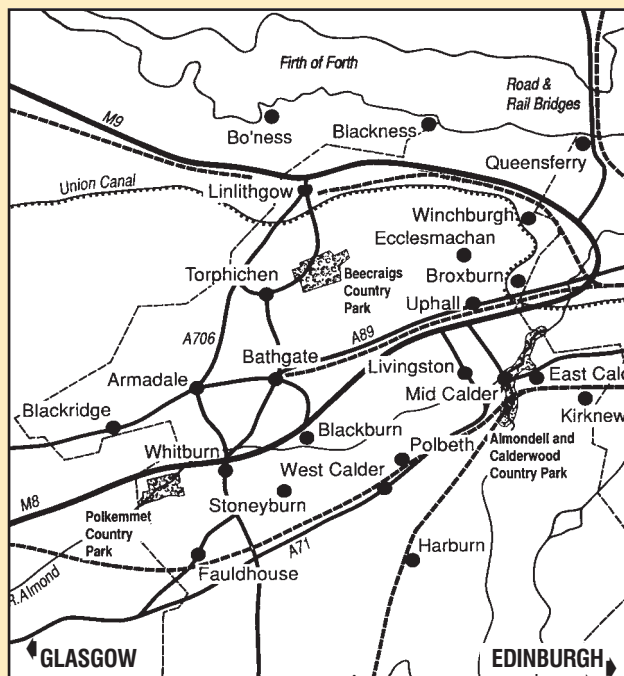 Firth of Forth
Road &
Rail Bridges
M9
Bo'ness
Blackness
Queensferry
Union Canal
Linlithgow
Winchburgh
Ecclesmachan
Torphichen
Beecraigs
Country
Park
Broxburn
Uphall
A706
A89
Bathgate
Livingston
Armadale
Mid Calder
East Cald
Blackridge
Kirknew
Blackburn
Polbeth
Almondell and
Calderwood
Country Park
Whitburn
West Calder
M8
Polkemmet
Country
Park
Stoneyburn
A71
Harburn
Fauldhouse
R.Almond
GLASGOW
EDINBURGH